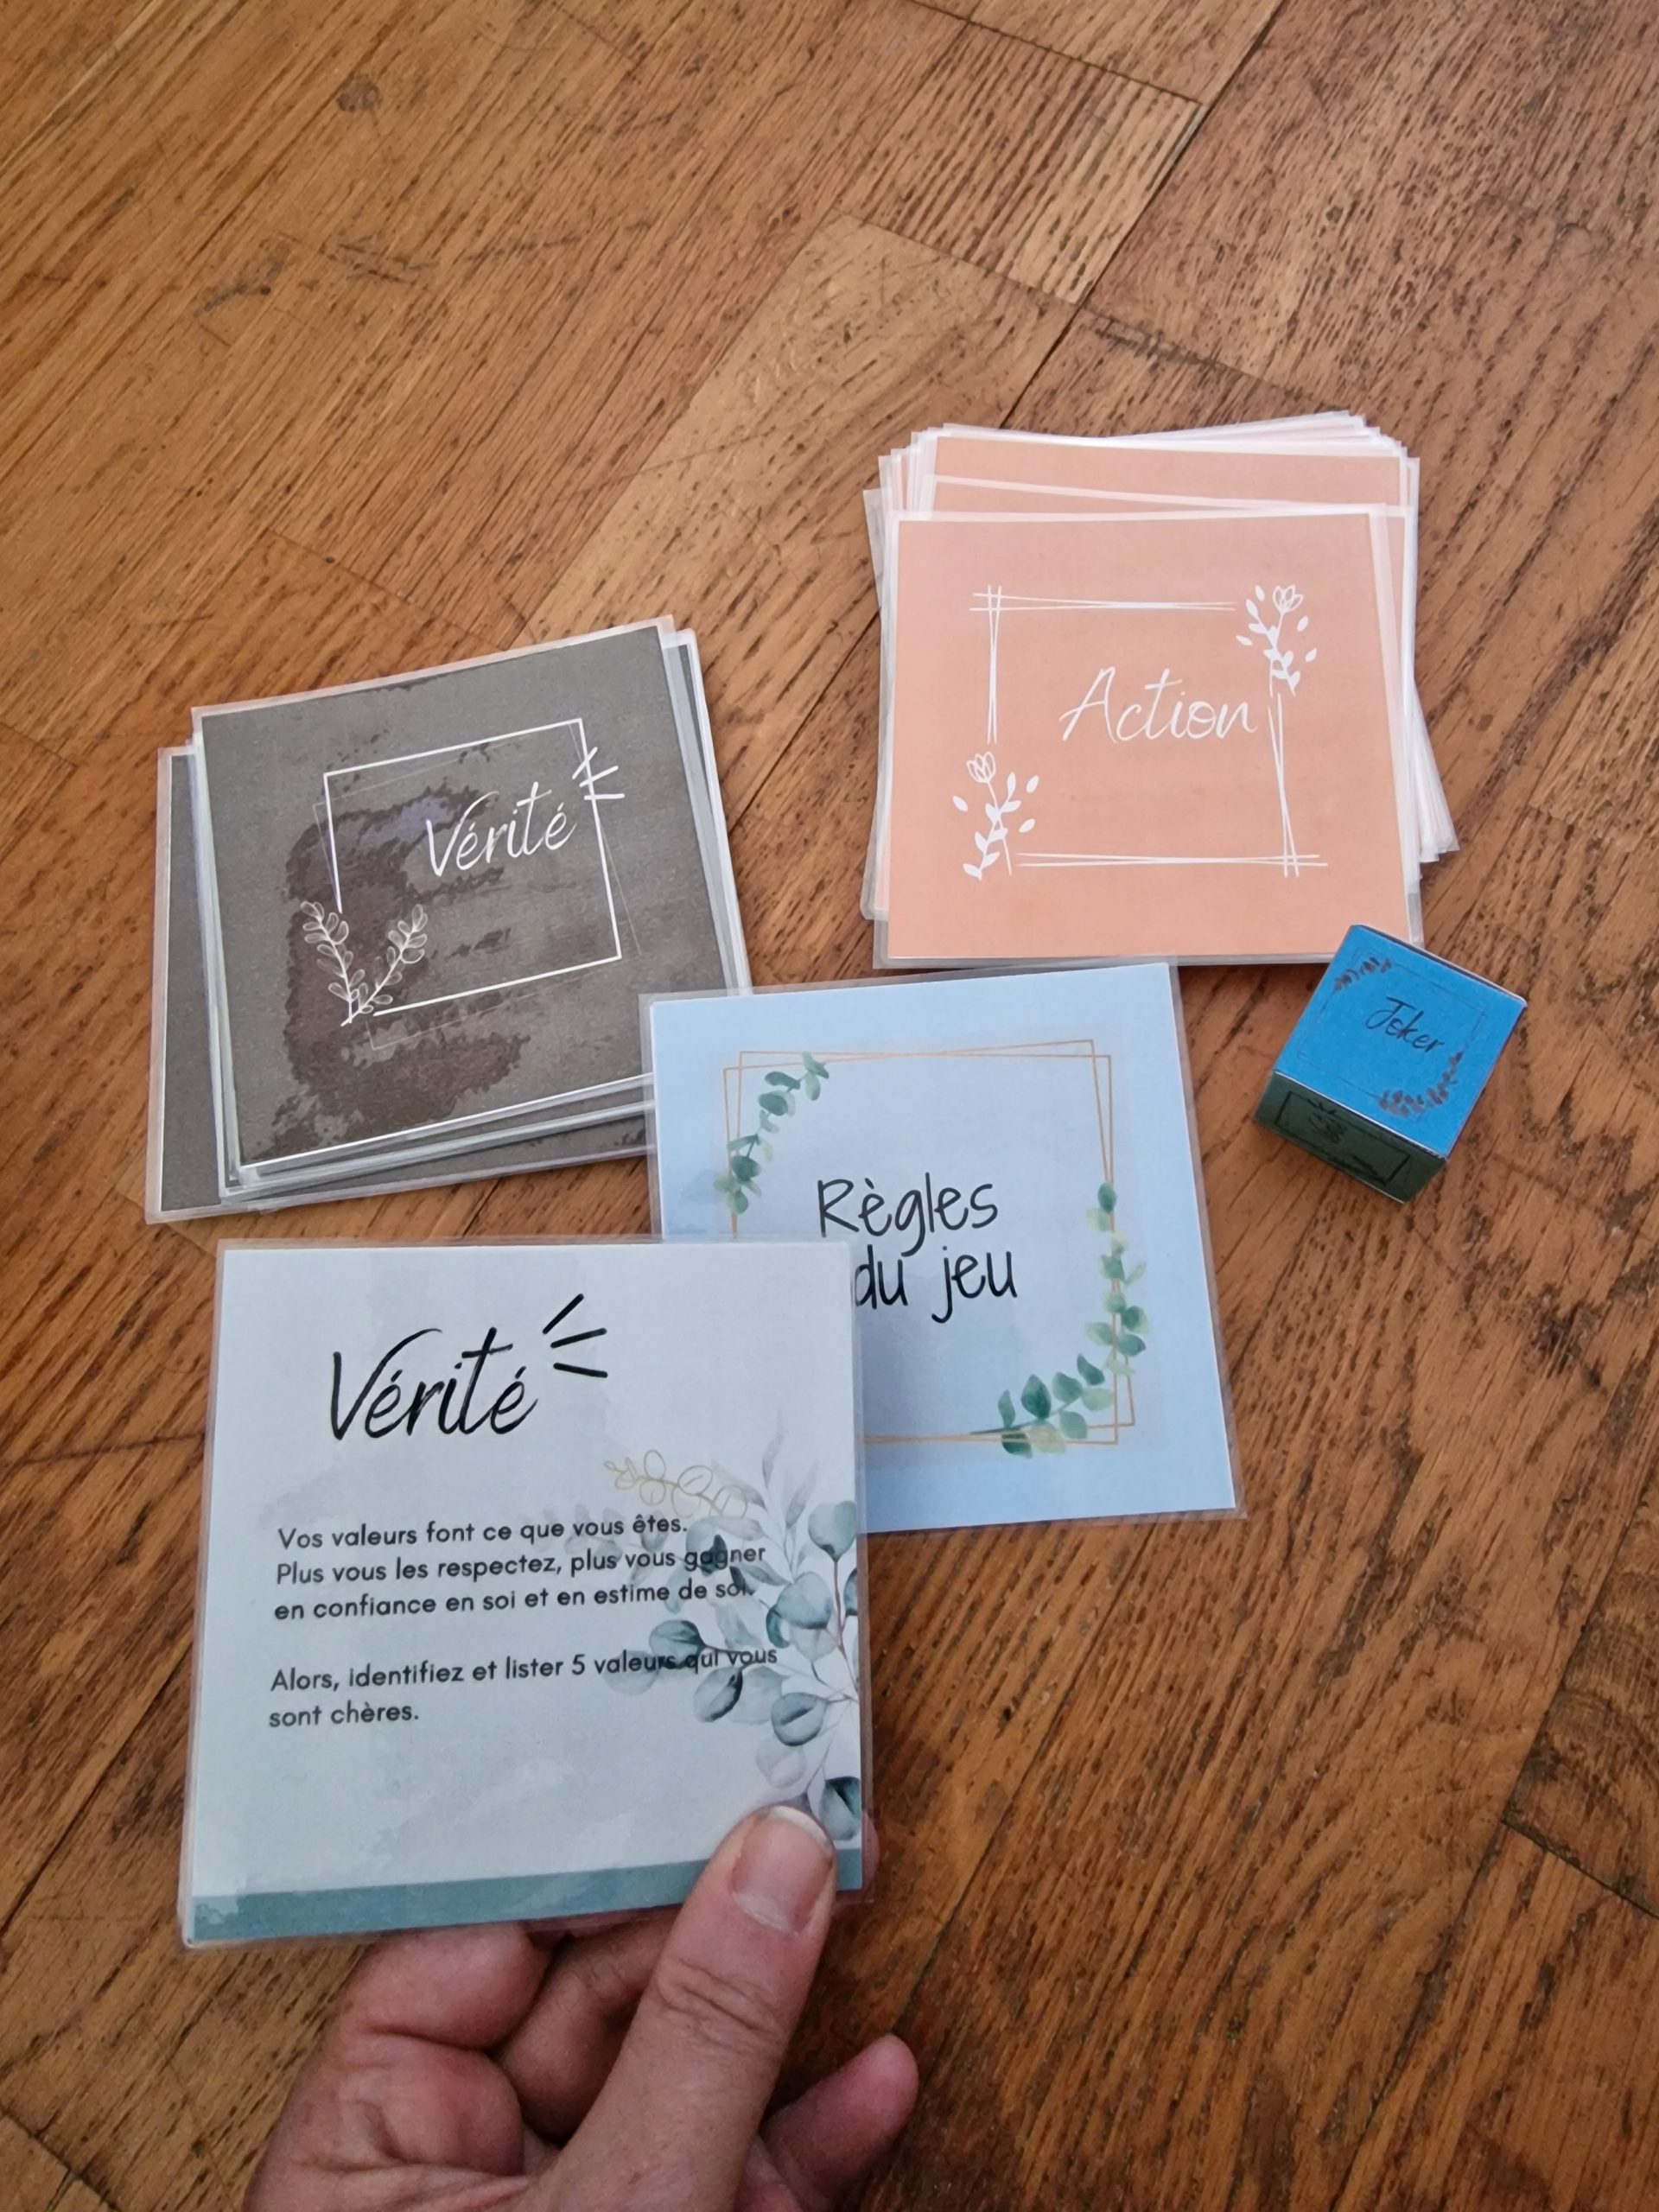 Action
Vérité
Joker
Règles
du jeu
Vérité
Vos valeurs font ce que vous êtes.
Plus vous les respectez, plus vous gagner
en confiance en soi et en estime de soi.
Alors, identifiez et lister 5 valeurs qui vous
sont chères.